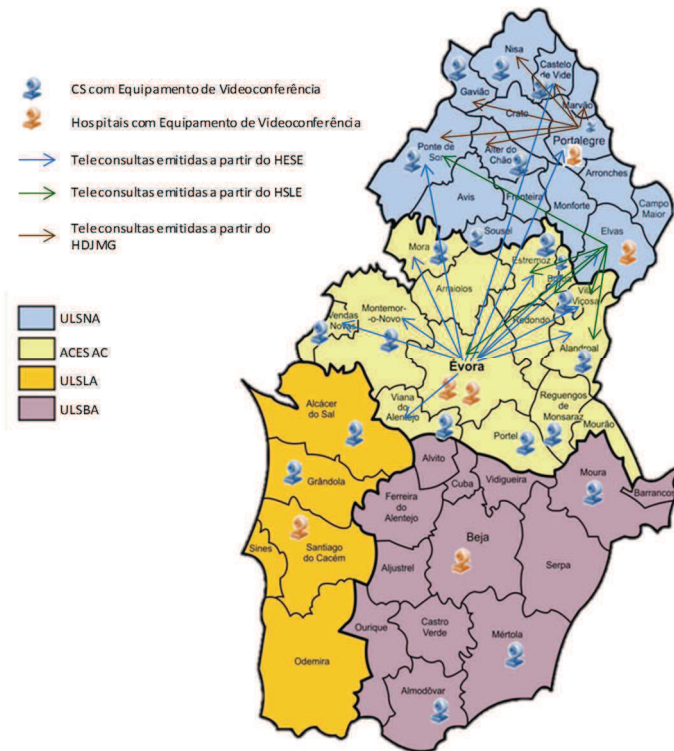 CS com Equipamento de Videoconferência
Hospitais com Equipamento de Videoconferência
Teleconsultas emitidas a partir do HESE
Teleconsultas emitidas a partir do HSLE
Teleconsultas emitidas a partir do
HDJMG
ULSNA
ACES AC
ULSLA
ULSBA
Nisa
Castelo
de Vide
Gavião
Marvão
Crato
Portalegre
Ponte de
Sor
Alter do
Chão
Arronches
Avis
Fronteira
Monforte
Campo
Maior
Sousel
Elvas
Mora
Estremoz
Borba
Arraiolos
Vila
Viçosa
Vendas
Novas
Montemor-
-o-Novo
Redondo
Évora
Alandroal
Viana do
Alentejo
Reguengos
de
Monsaraz
Portel
Mourão
Alcácer
do Sal
Alvito
Cuba
Vidigueira
Moura
Barrancos
Grândola
Ferreira
do
Alentejo
Beja
Sines
Santiago
do Cacém
Aljustrel
Serpa
Ourique
Castro
Verde
Mértola
Odemira
Almodôvar